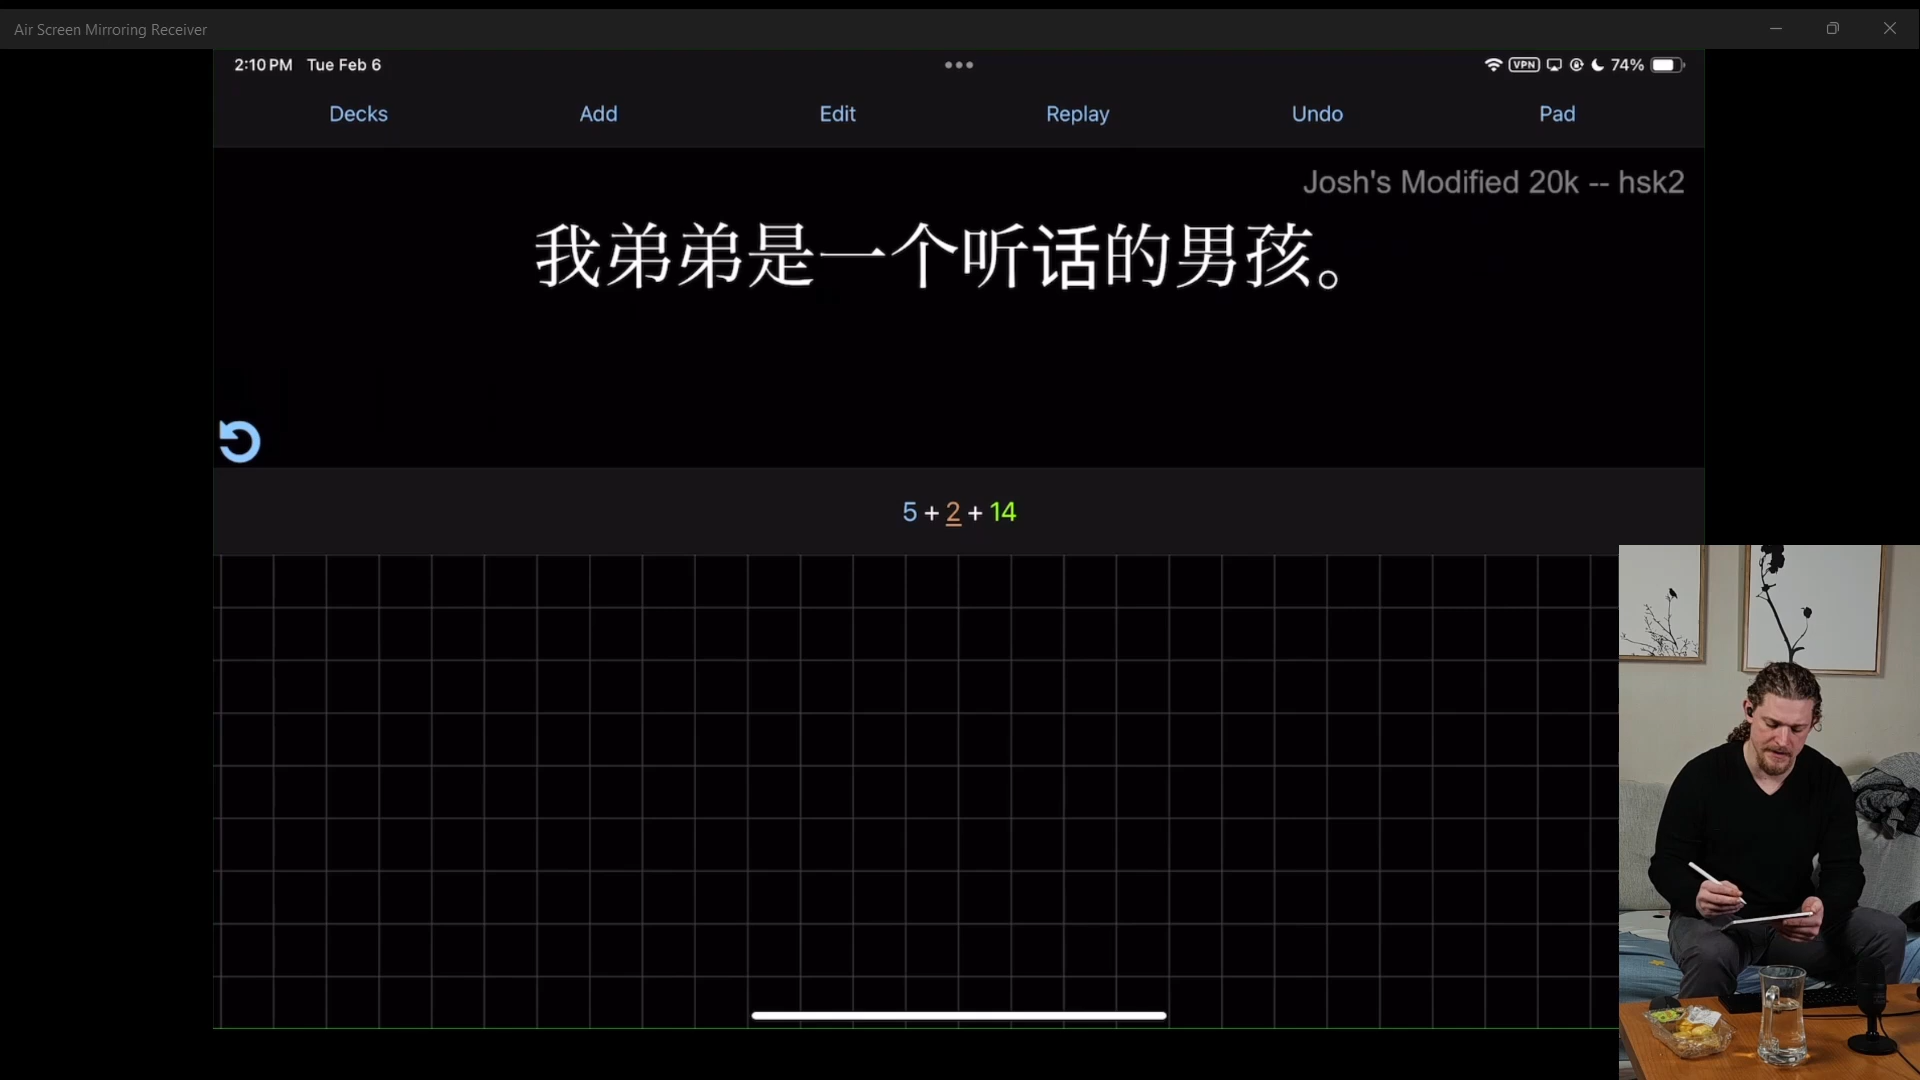 Air Screen Mirroring Receiver
2:10 PM Tue Feb 6
VPN 74%
Decks Add Edit Replay Undo Pad
Josh's Modified 20k -- hsk2
我弟弟是一个听话的男孩。
5 + 2 + 14